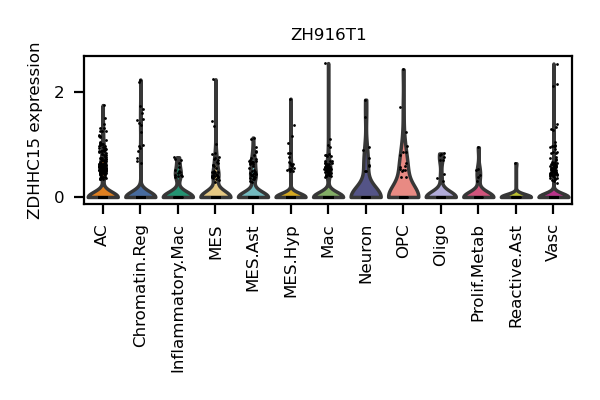 ZH916T1
ZDHHC15 expression
2
0
AC
Chromatin.Reg
Inflammatory.Mac
MES
MES.Ast
MES.Hyp
Mac
Neuron
OPC
Oligo
Prolif.Metab
Reactive.Ast
Vasc